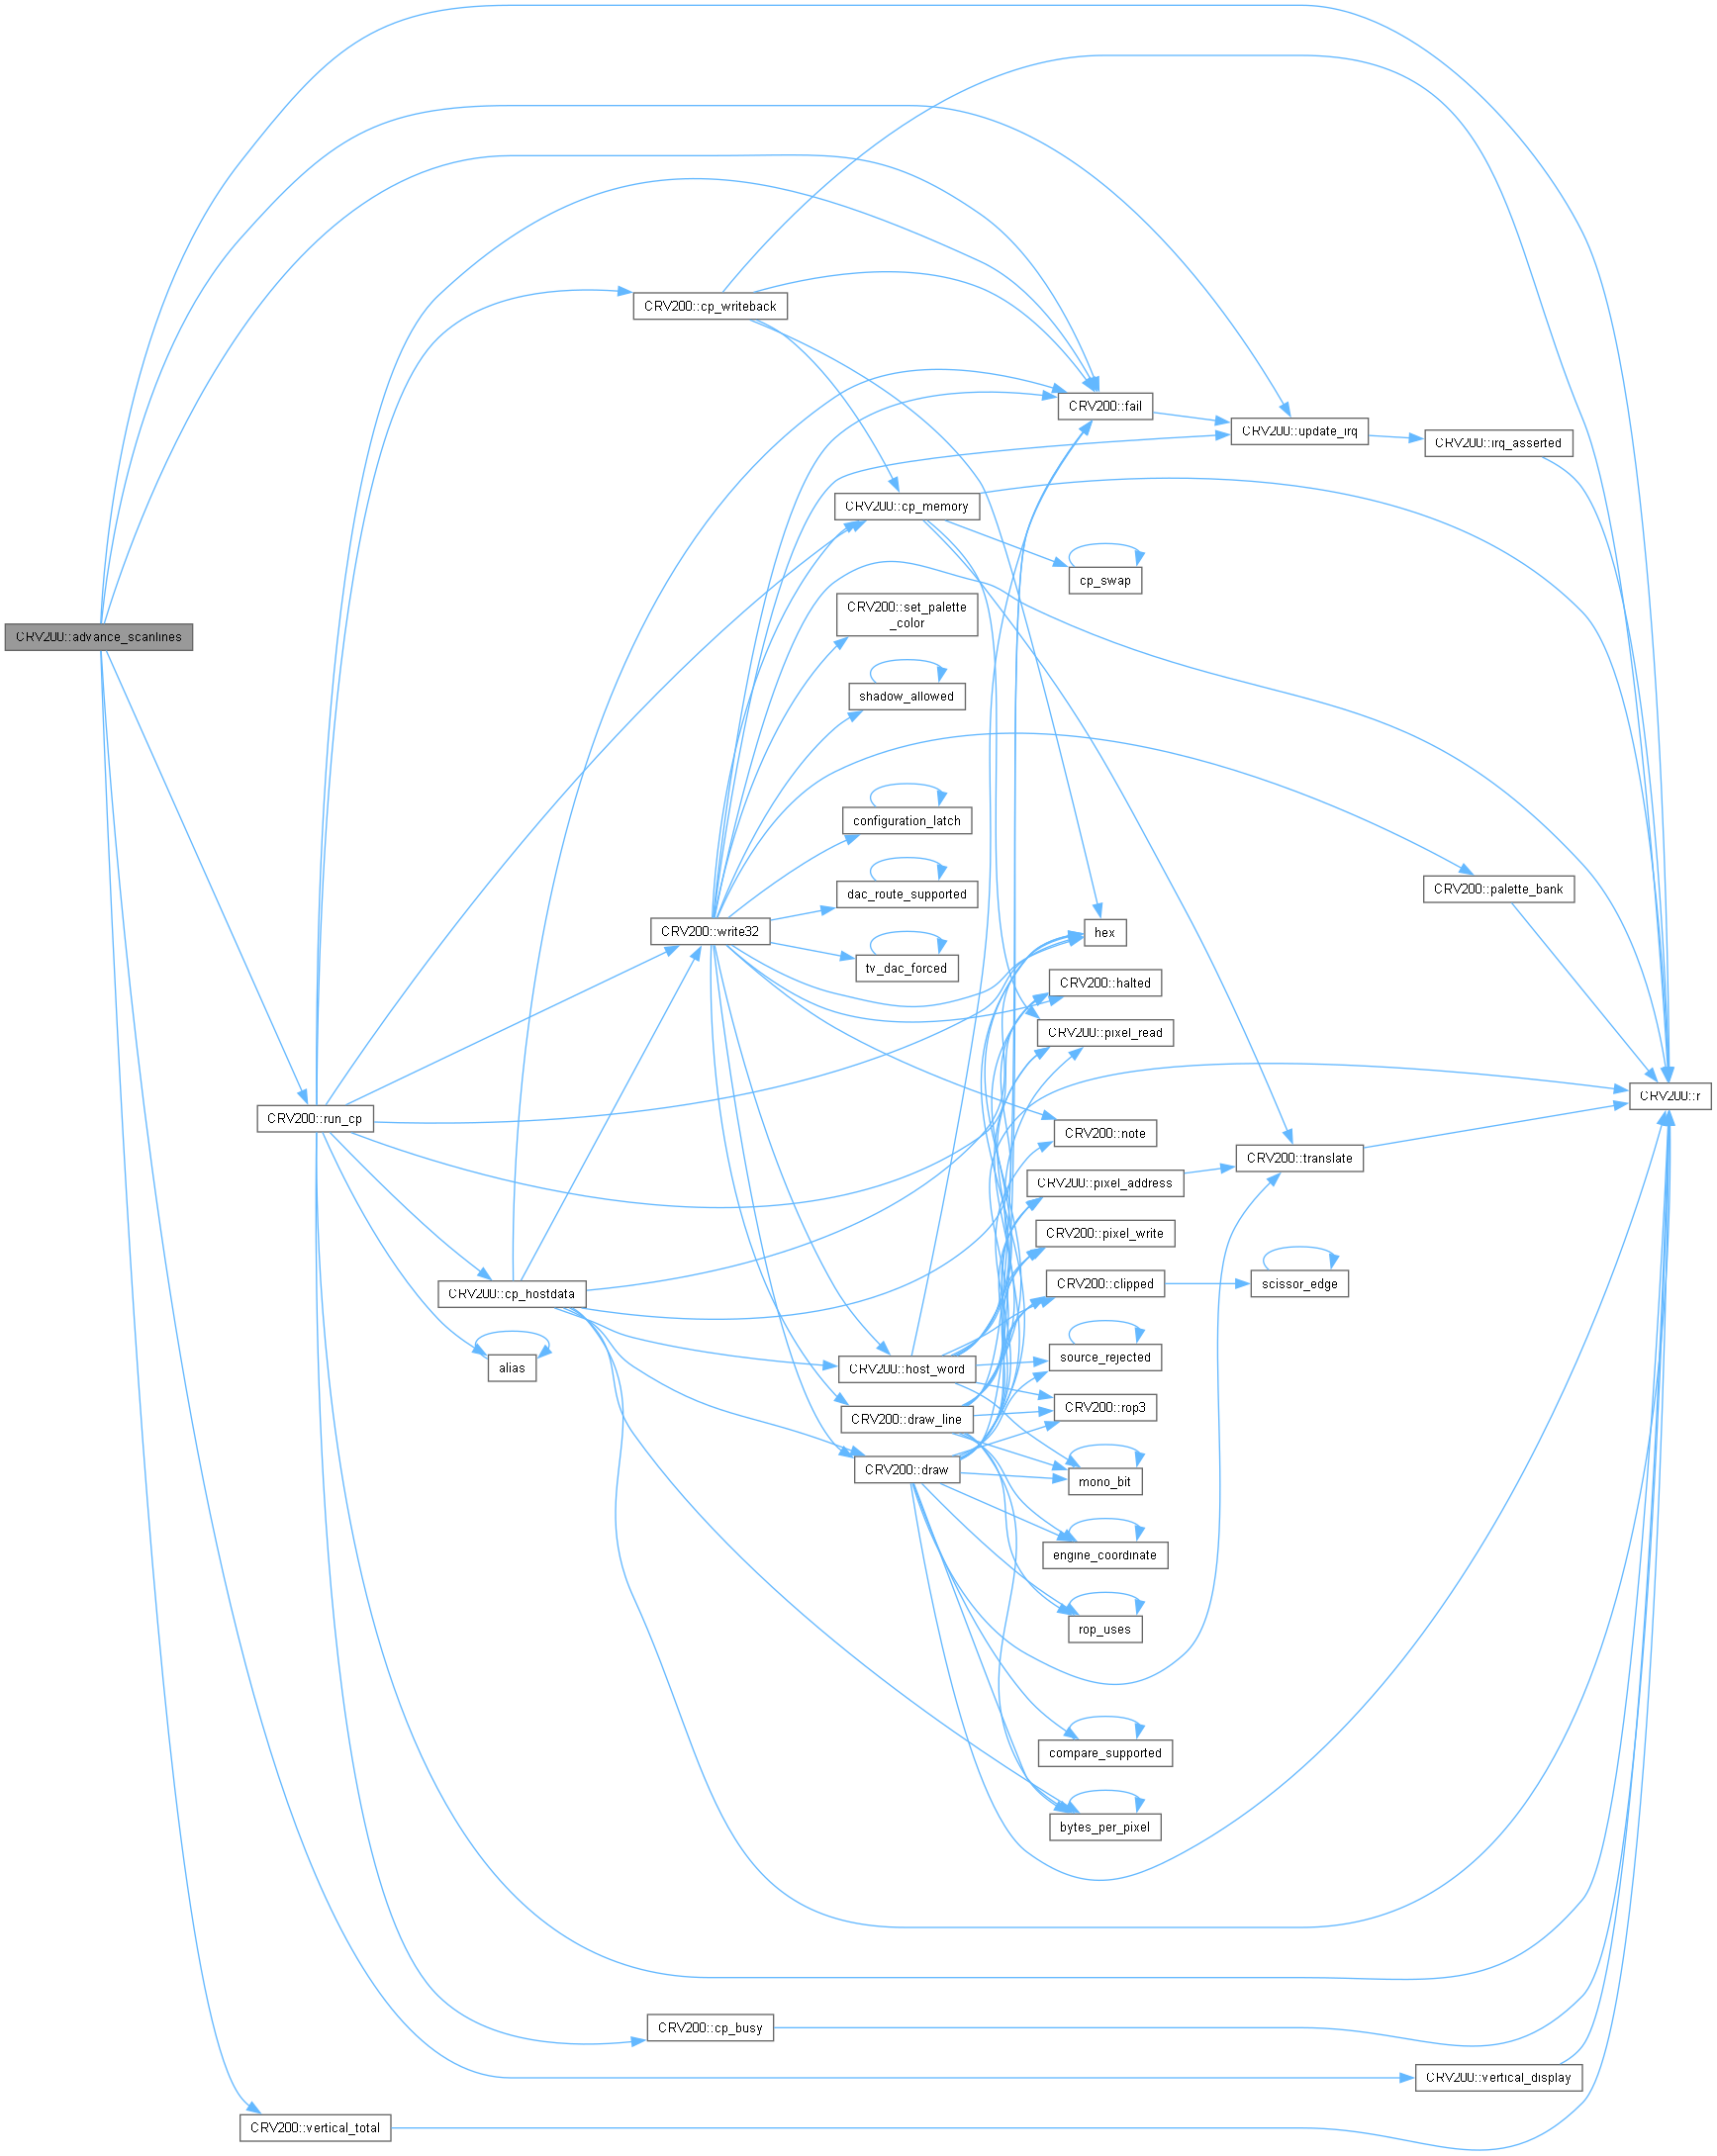 CRV200::cp_writeback
CRV200::fail
CRV200::update_irq
CRV200::irq_asserted
CRV200::cp_memory
cp_swap
CRV200::set_palette
_color
CRV200::advance_scanlines
shadow_allowed
configuration_latch
dac_route_supported
CRV200::palette_bank
CRV200::write32
hex
tv_dac_forced
CRV200::halted
CRV200::pixel_read
CRV200::r
CRV200::run_cp
CRV200::note
CRV200::translate
CRV200::pixel_address
CRV200::pixel_write
CRV200::clipped
scissor_edge
CRV200::cp_hostdata
source_rejected
alias
CRV200::host_word
CRV200::rop3
CRV200::draw_line
CRV200::draw
mono_bit
engine_coordinate
rop_uses
compare_supported
bytes_per_pixel
CRV200::cp_busy
CRV200::vertical_display
CRV200::vertical_total